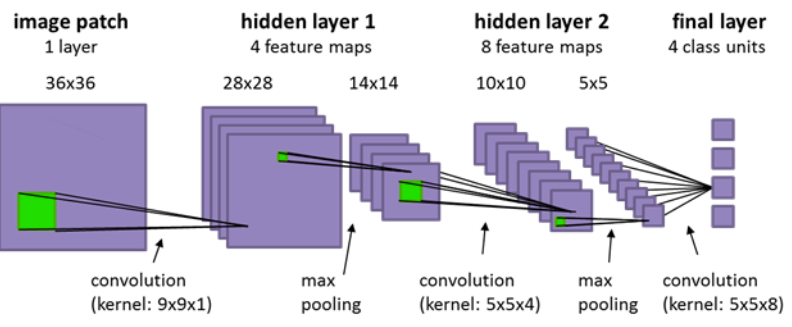 image patch
1 layer
36x36
hidden layer 1
4 feature maps
28x28
14x14
hidden layer 2
8 feature maps
10x10
5x5
final layer
4 class units
convolution
(kernel: 9x9x1)
max
pooling
convolution
(kernel: 5x5x4)
max
pooling
convolution
(kernel: 5x5x8)